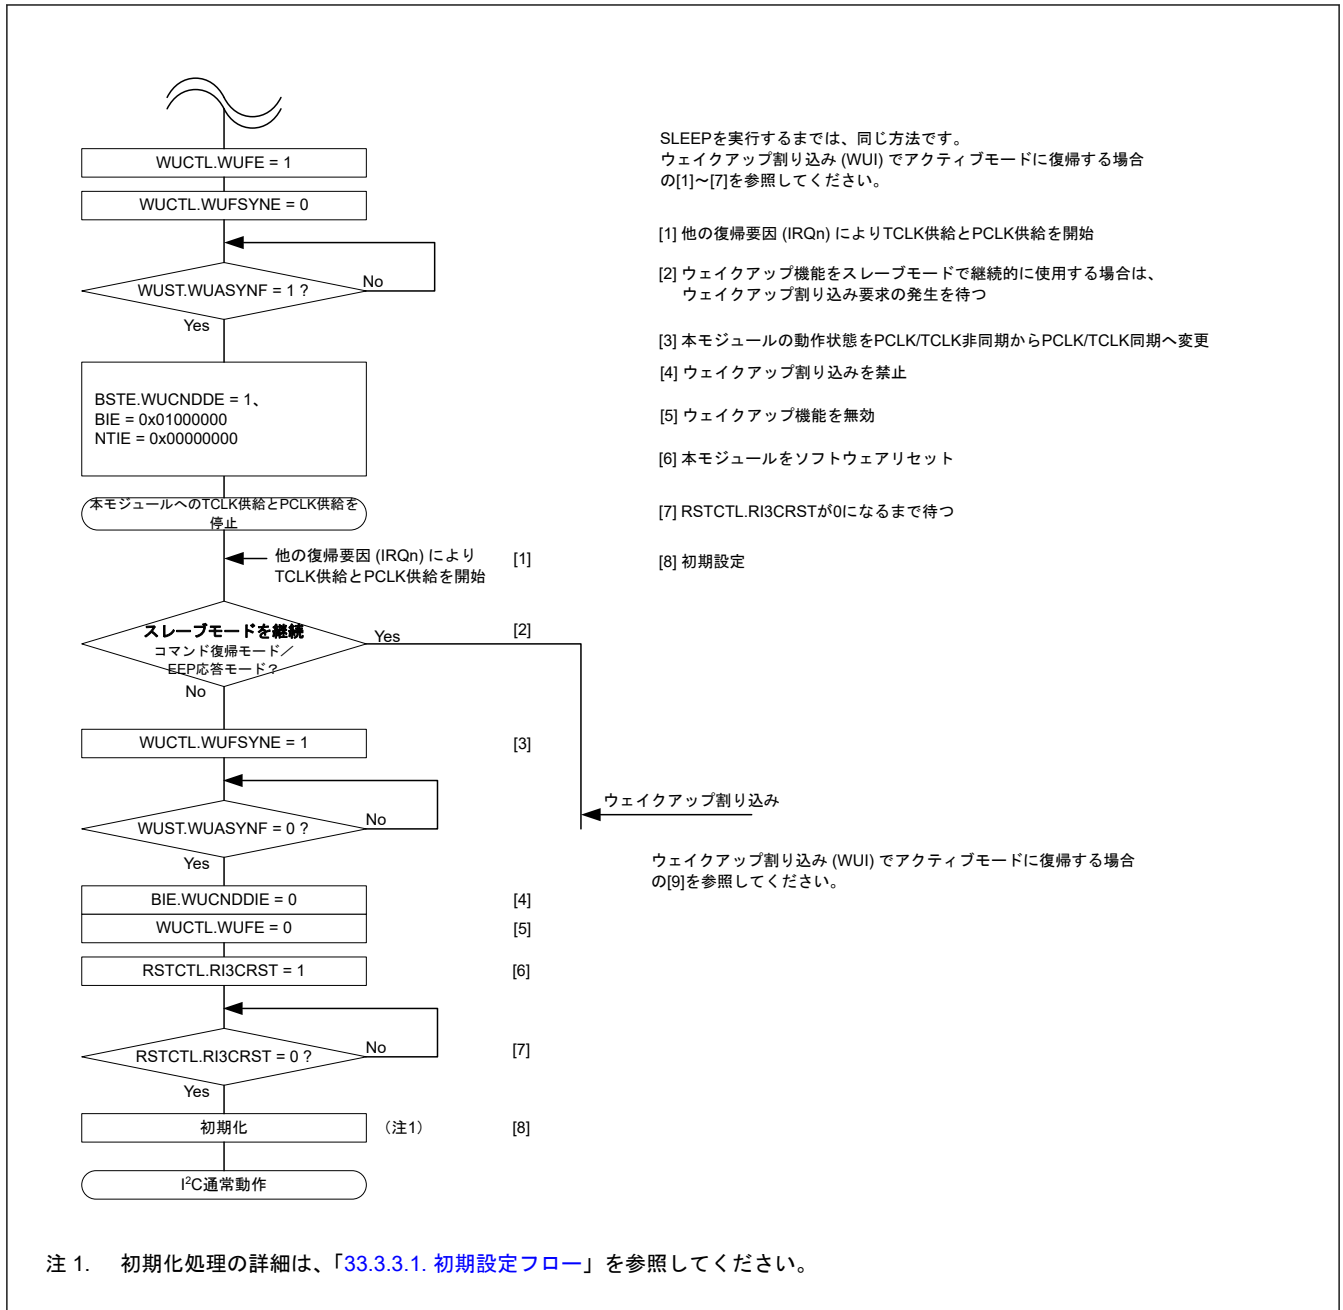 WUCTL.WUFE = 1
WUCTL.WUFSYNE = 0
WUST.WUASYNF = 1 ?
No
Yes
BSTE.WUCNDDE = 1、
BIE = 0x01000000
NTIE = 0x00000000
本モジュールへのTCLK供給とPCLK供給を
停止
他の復帰要因 (IRQn) により
TCLK供給とPCLK供給を開始
[1]
スレーブモードを継続
コマンド復帰モード／
EEP応答モード？
Yes
[2]
No
WUCTL.WUFSYNE = 1
[3]
WUST.WUASYNF = 0 ?
No
Yes
BIE.WUCNDDIE = 0
[4]
WUCTL.WUFE = 0
[5]
RSTCTL.RI3CRST = 1
[6]
RSTCTL.RI3CRST = 0 ?
No
[7]
Yes
初期化
（注1）
[8]
I²C通常動作
SLEEPを実行するまでは、同じ方法です。
ウェイクアップ割り込み (WUI) でアクティブモードに復帰する場合
の[1]～[7]を参照してください。
[1] 他の復帰要因 (IRQn) によりTCLK供給とPCLK供給を開始
[2] ウェイクアップ機能をスレーブモードで継続的に使用する場合は、
ウェイクアップ割り込み要求の発生を待つ
[3] 本モジュールの動作状態をPCLK/TCLK非同期からPCLK/TCLK同期へ変更
[4] ウェイクアップ割り込みを禁止
[5] ウェイクアップ機能を無効
[6] 本モジュールをソフトウェアリセット
[7] RSTCTL.RI3CRSTが0になるまで待つ
[8] 初期設定
ウェイクアップ割り込み
ウェイクアップ割り込み (WUI) でアクティブモードに復帰する場合
の[9]を参照してください。
注 1. 初期化処理の詳細は、「33.3.3.1. 初期設定フロー」を参照してください。